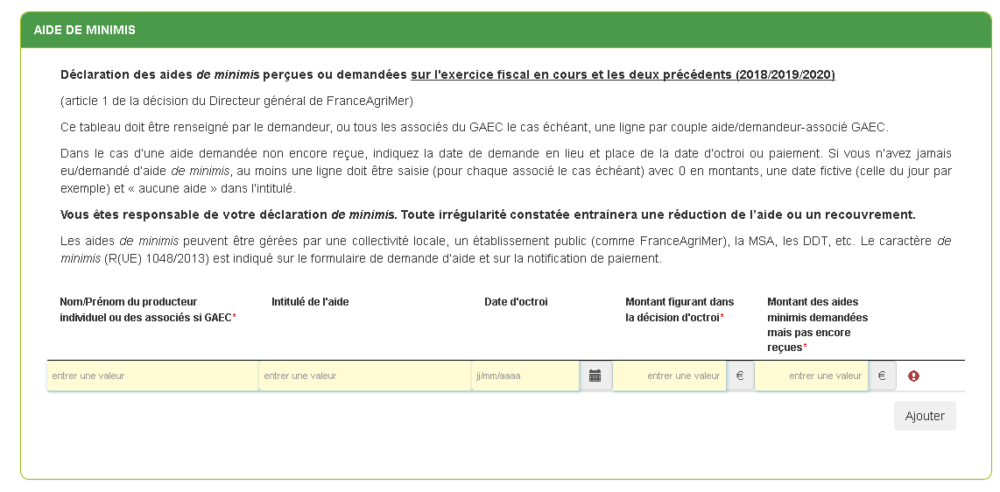 AIDE DE MINIMIS
Déclaration des aides de minimis perçues ou demandées sur l'exercice fiscal en cours et les deux précédents (2018/2019/2020)
(article 1 de la décision du Directeur général de FranceAgriMer)
Ce tableau doit être renseigné par le demandeur, ou tous les associés du GAEC le cas échéant, une ligne par couple aide/demandeur-associé GAEC.
Dans le cas d'une aide demandée non encore reçue, indiquez la date de demande en lieu et place de la date d'octroi ou paiement. Si vous n'avez jamais
eu/demandé d'aide de minimis, au moins une ligne doit être saisie (pour chaque associé le cas échéant) avec 0 en montants, une date fictive (celle du jour par
exemple) et « aucune aide » dans l'intitulé.
Vous êtes responsable de votre déclaration de minimis. Toute irrégularité constatée entraînera une réduction de l'aide ou un recouvrement.
Les aides de minimis peuvent être gérées par une collectivité locale, un établissement public (comme FranceAgriMer), la MSA, les DDT, etc. Le caractère de
minimis (R(UE) 1048/2013) est indiqué sur le formulaire de demande d'aide et sur la notification de paiement.
Nom/Prénom du producteur
individuel ou des associés si GAEC*
Intitulé de l'aide
Date d'octroi
Montant figurant dans
la décision d'octroi*
Montant des aides
minimis demandées
mais pas encore
reçues*
entrer une valeur
entrer une valeur
jj/mm/aaaa
entrer une valeur €
entrer une valeur €
Ajouter